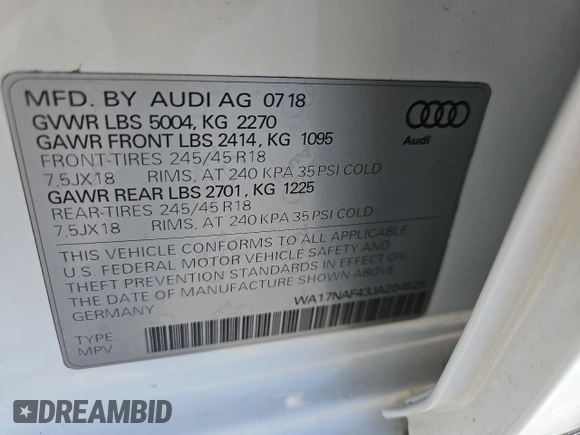 MFD. BY AUDI AG 07 18
GVWR LBS 5004, KG 2270
GAWR FRONT LBS 2414, KG 1095
FRONT-TIRES 245/45 R18
7,5JX18 RIMS. AT 240 KPA 35 PSI COLD
GAWR REAR LBS 2701, KG 1225
REAR-TIRES 245/45 R18
7,5JX18 RIMS. AT 240 KPA 35 PSI COLD
Audi
THIS VEHICLE CONFORMS TO ALL APPLICABLE
U.S. FEDERAL MOTOR VEHICLE SAFETY AND
THEFT PREVENTION STANDARDS IN EFFECT ON
THE DATE OF MANUFACTURE SHOWN ABOVE.
GERMANY
TYPE
MPV
DREAMBID